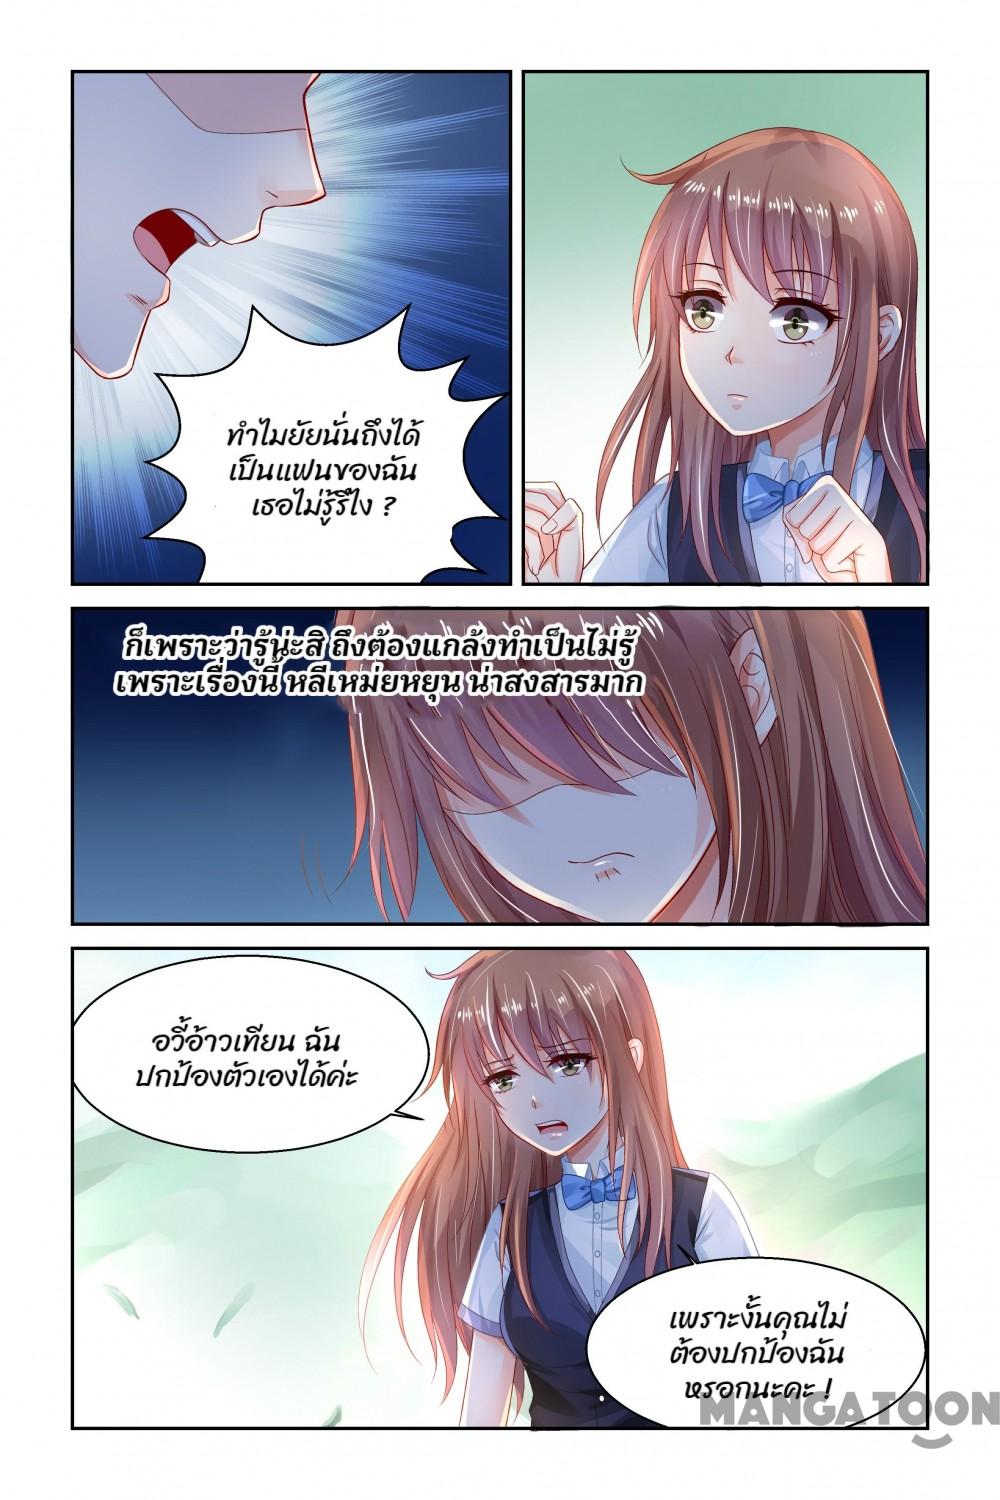 ทำไมยัยนั่นถึงได้
เป็นแฟนของฉัน
เธอไม่รู้รึไง ?
ก็เพราะว่ารู้น่ะสิ ถึงต้องแกล้งทำเป็นไม่รู้
เพราะเรื่องนี้ หลีเหม่ยหยุน น่าสงสารมาก
อวี้อ้าวเทียน ฉัน
ปกป้องตัวเองได้ค่ะ
เพราะงั้นคุณไม่
ต้องปกป้องฉัน
หรอกนะคะ !
MANGATOON